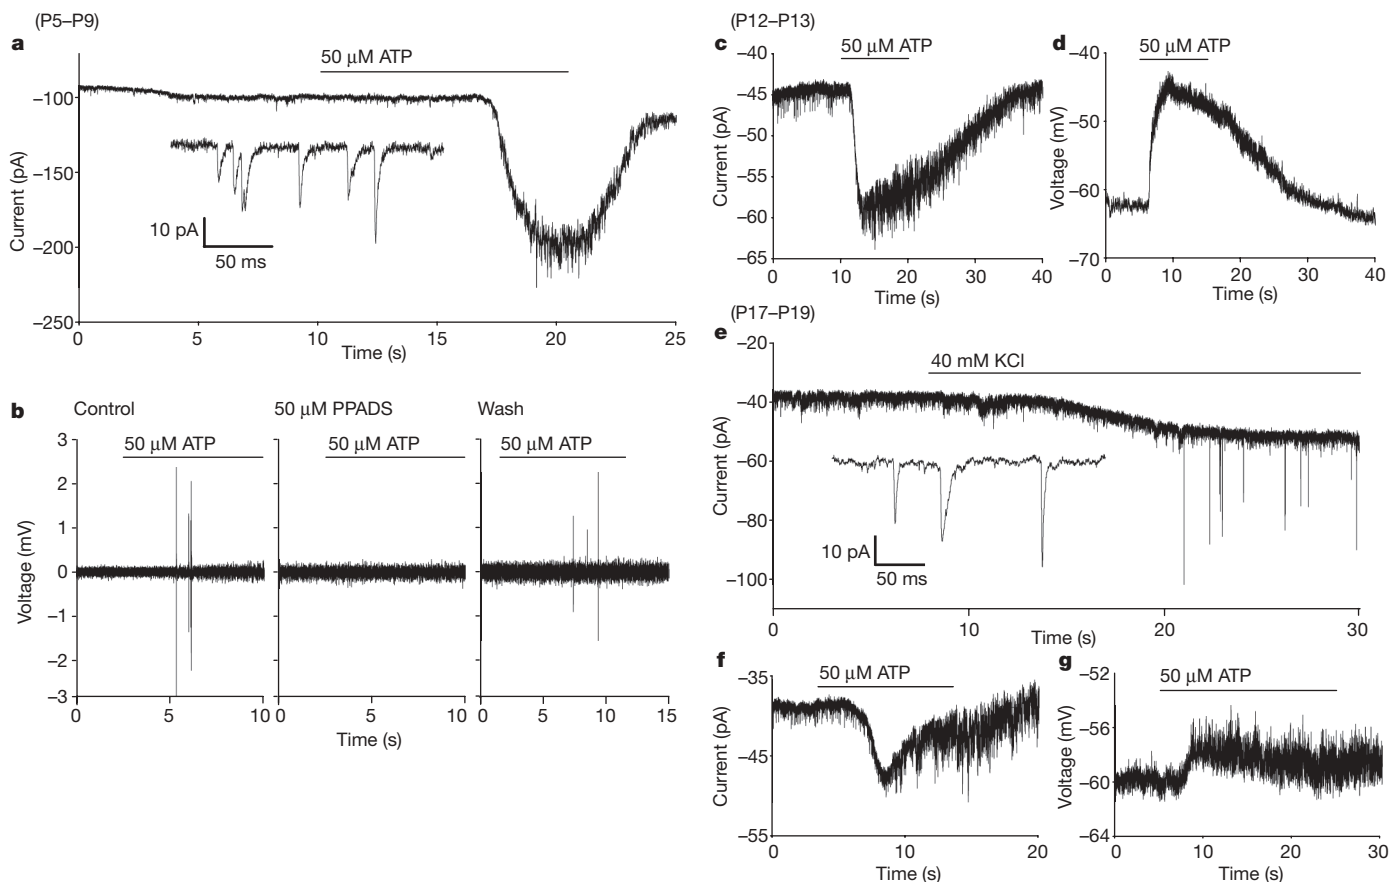 (P5–P9)
a
50 μM ATP
Current (pA)
–100
–150
–200
–250
10 pA
50 ms
0 5 10 15 20 25
Time (s)
b
Control 50 μM PPADS Wash
50 μM ATP 50 μM ATP 50 μM ATP
Voltage (mV)
3
2
1
0
–1
–2
–3
0 5 10 0 5 10 0 5 10 15
Time (s)
(P12–P13)
c
50 μM ATP
Current (pA)
–40
–45
–50
–55
–60
–65
0 10 20 30 40
Time (s)
d
50 μM ATP
Voltage (mV)
–40
–50
–60
–70
0 10 20 30 40
Time (s)
(P17–P19)
e
40 mM KCl
Current (pA)
–20
–40
–60
–80
–100
10 pA
50 ms
0 10 20 30
Time (s)
f
50 μM ATP
Current (pA)
–35
–45
–55
0 10 20
Time (s)
g
50 μM ATP
Voltage (mV)
–52
–56
–60
–64
0 10 20 30
Time (s)